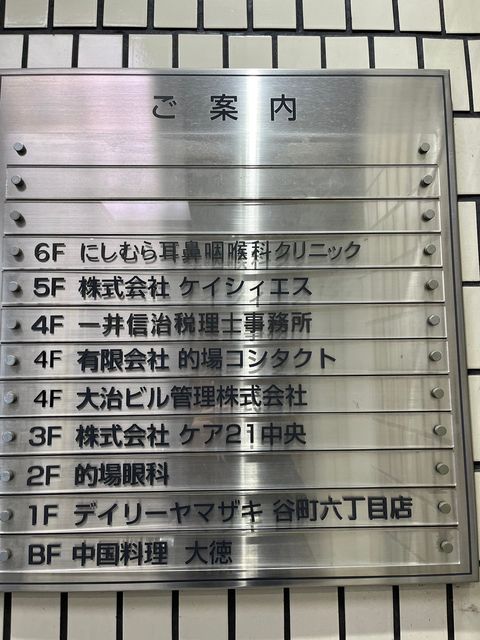 ご案内
6F にしむら耳鼻咽喉科クリニック
5F 株式会社 ケイシィエス
4F 一井信治税理士事務所
4F 有限会社 的場コンタクト
4F 大治ビル管理株式会社
3F 株式会社 ケア21中央
2F 的場眼科
1F デイリーヤマザキ 谷町六丁目店
BF 中国料理 大徳